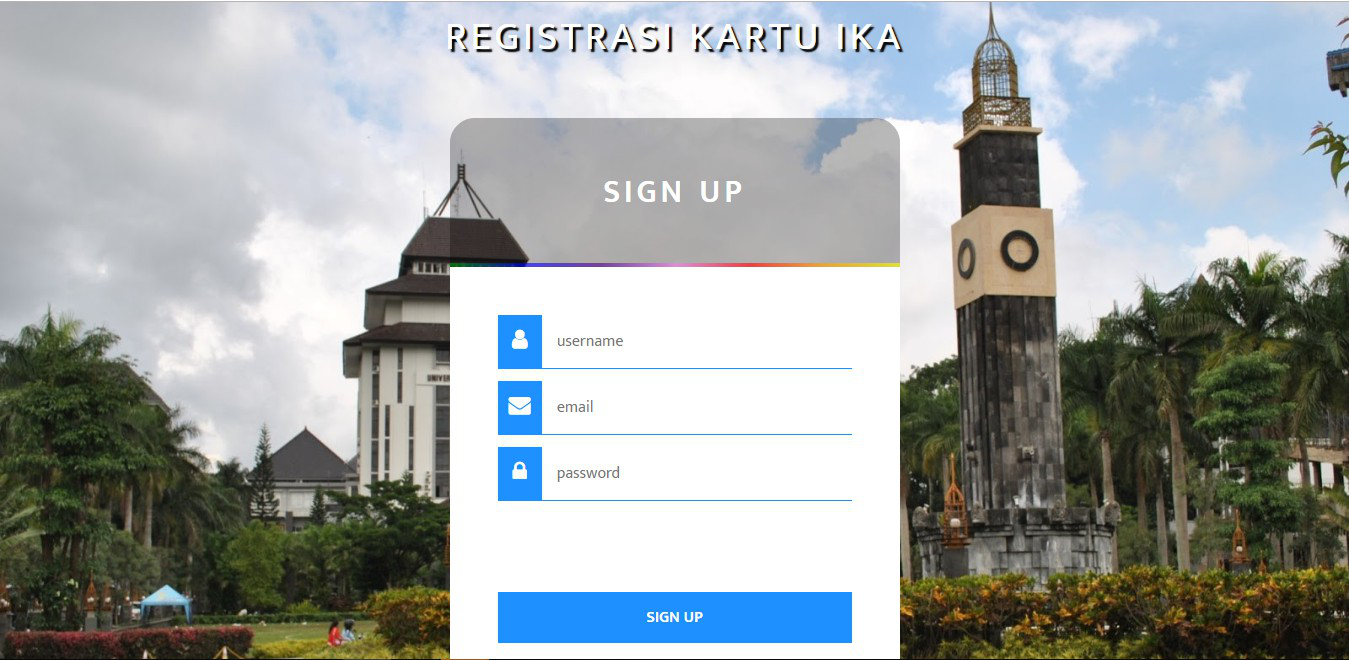 REGISTRASI KARTU IKA
SIGN UP
username
email
password
SIGN UP